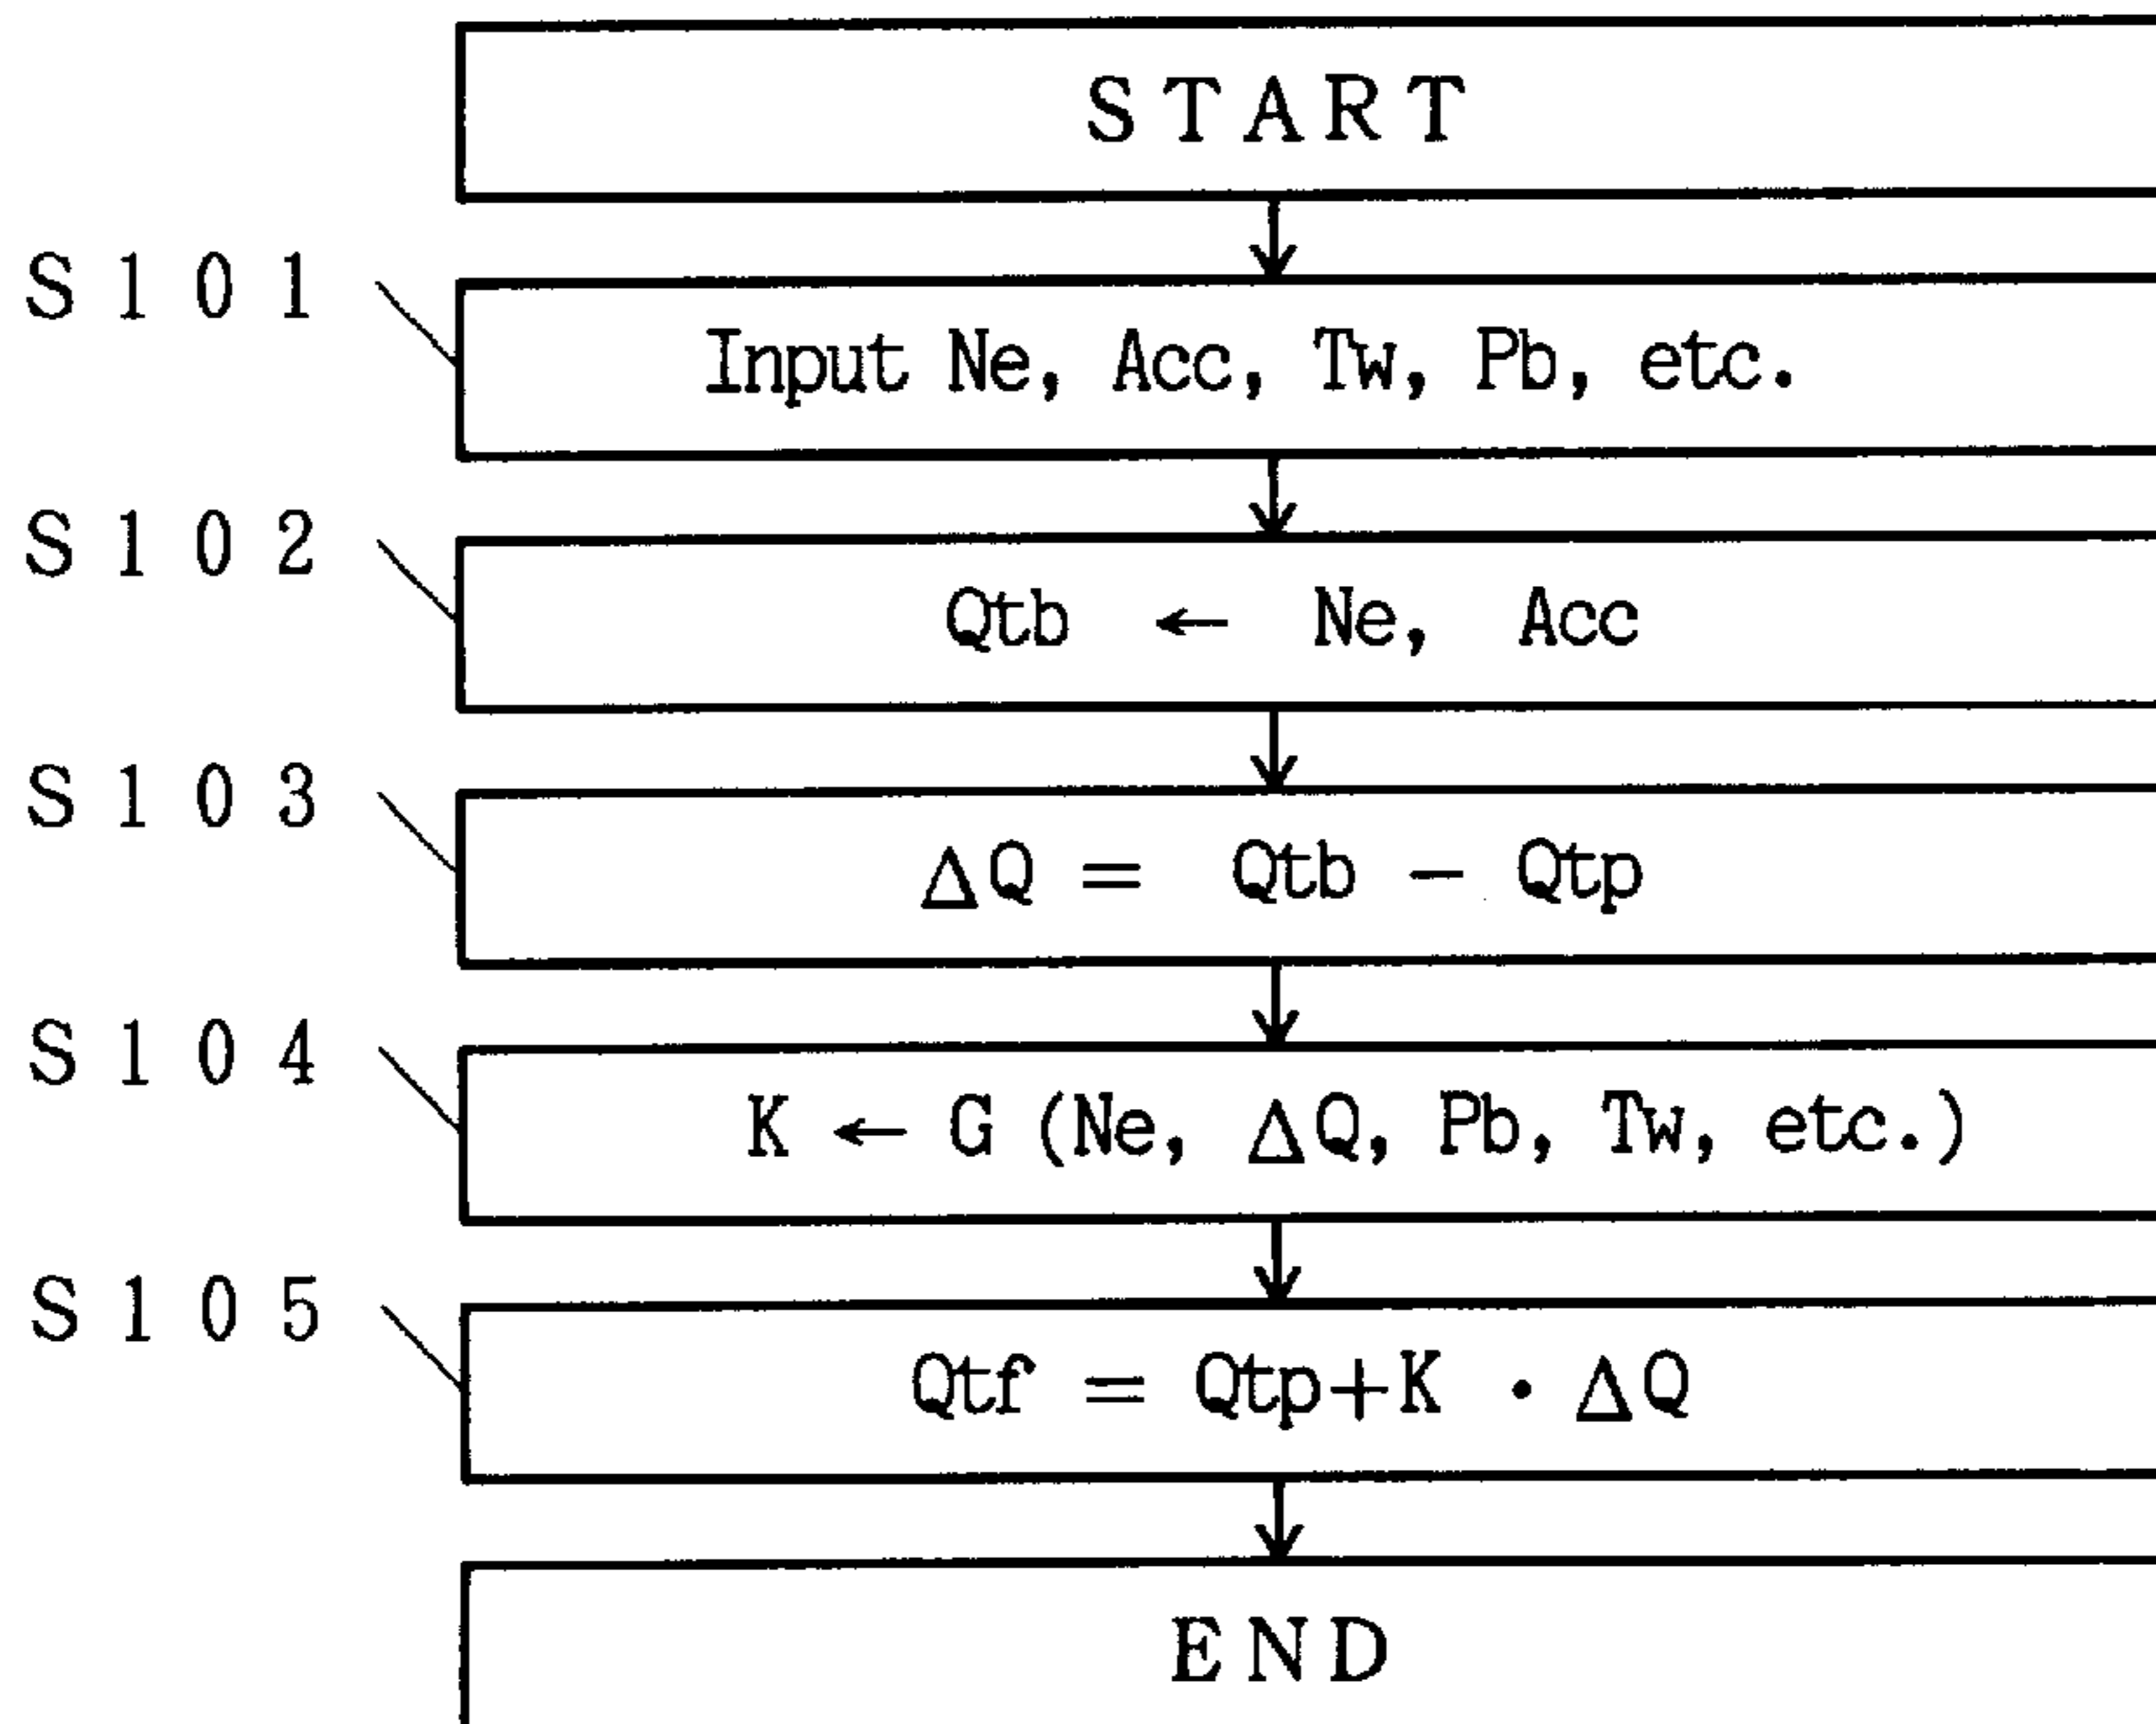 START
S101
Input Ne, Acc, Tw, Pb, etc.
S102
Qtb ← Ne, Acc
S103
ΔQ = Qtb − Qtp
S104
K ← G (Ne, ΔQ, Pb, Tw, etc.)
S105
Qtf = Qtp+K · ΔQ
END